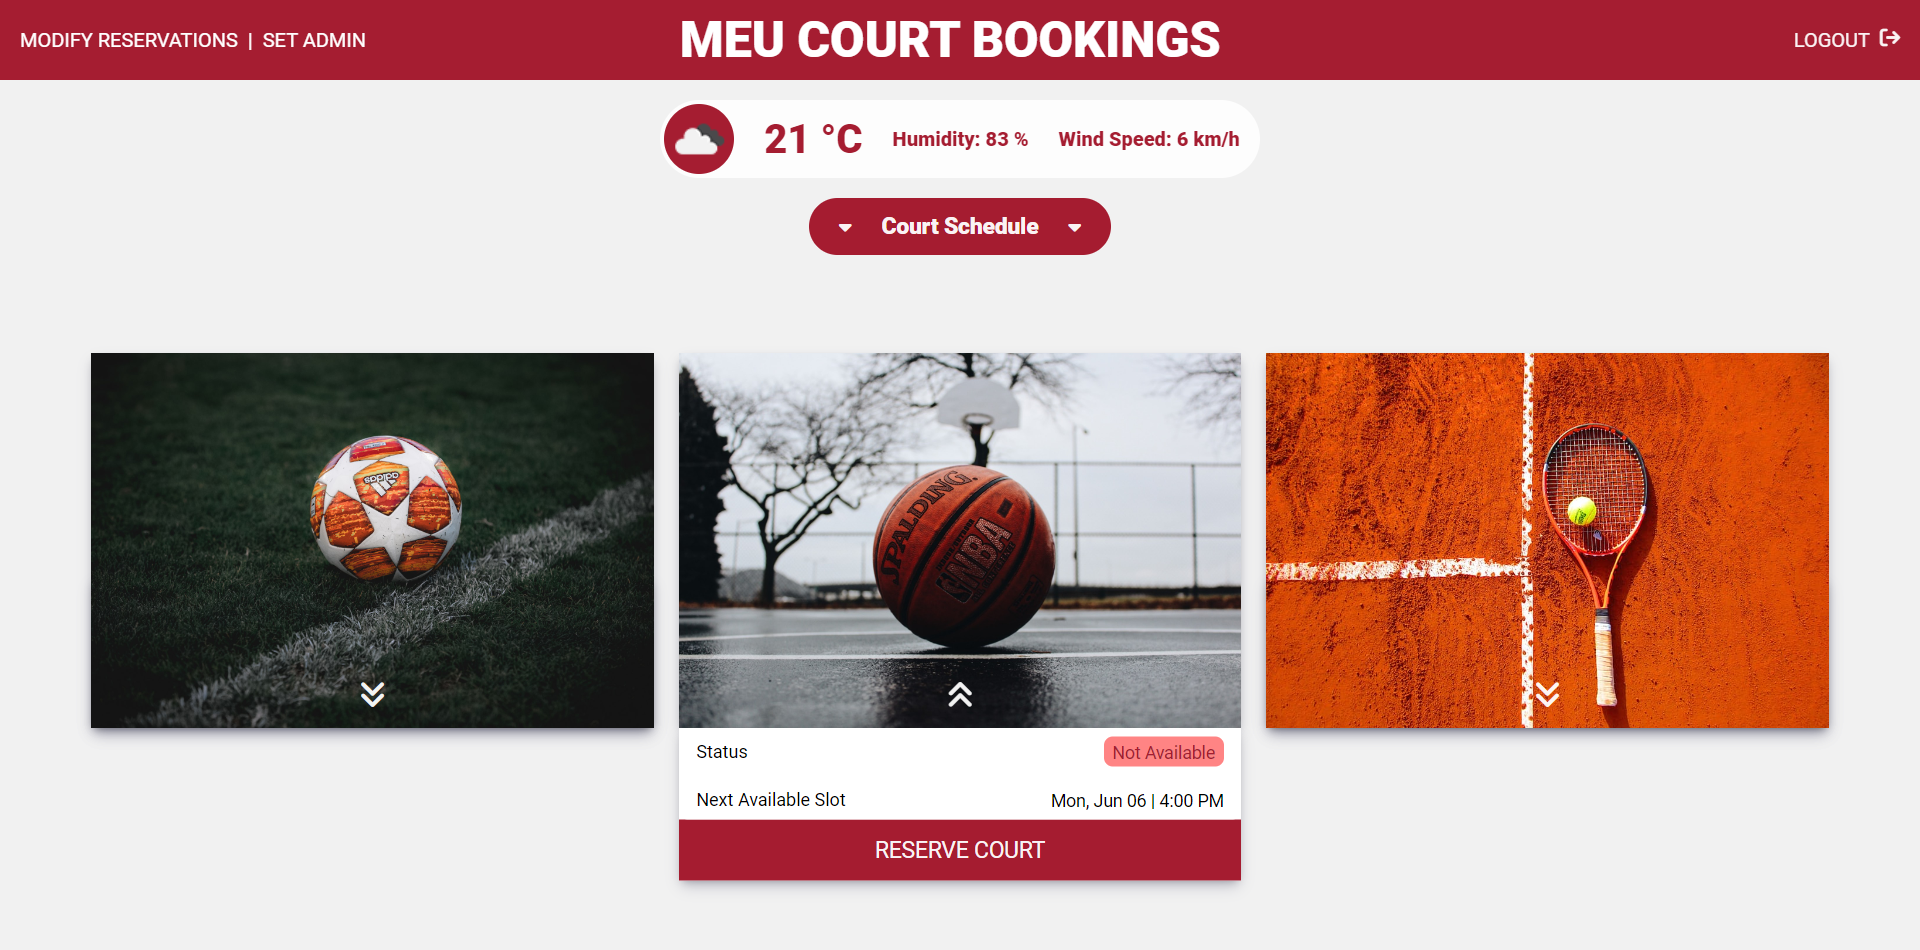 MODIFY RESERVATIONS | SET ADMIN
MEU COURT BOOKINGS
LOGOUT
21 °C
Humidity: 83 %
Wind Speed: 6 km/h
Court Schedule
adidas
SPALDING.
NBA
Status
Not Available
Next Available Slot
Mon, Jun 06 | 4:00 PM
RESERVE COURT